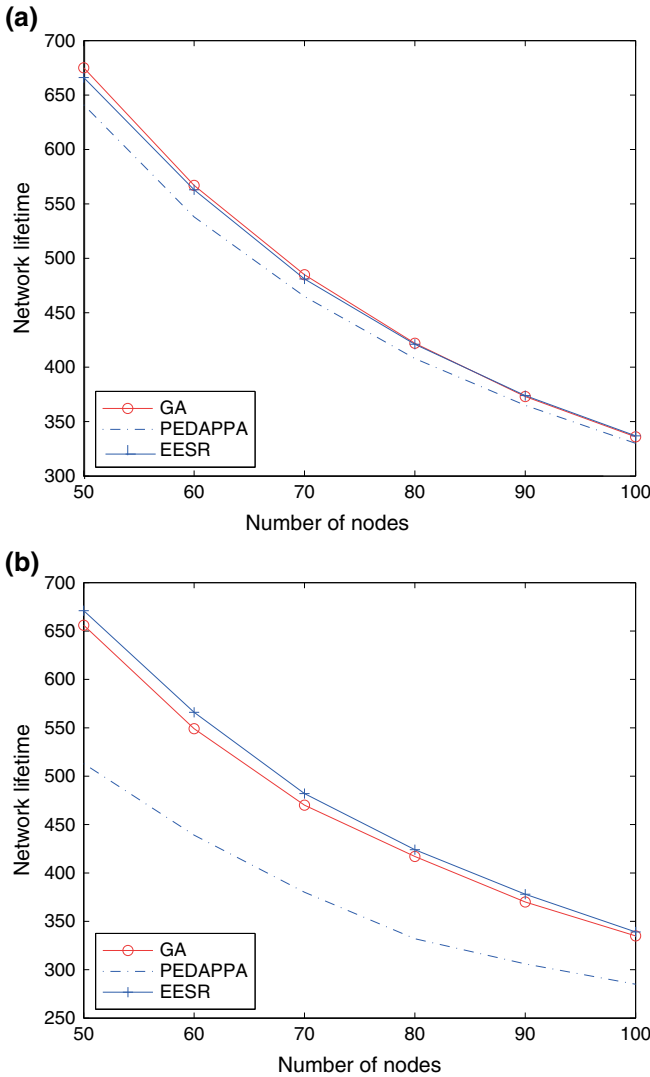 (a)
700
650
600
550
500
450
400
350
300
Network lifetime
GA
PEDAPPA
EESR
50 60 70 80 90 100
Number of nodes
(b)
700
650
600
550
500
450
400
350
300
250
Network lifetime
GA
PEDAPPA
EESR
50 60 70 80 90 100
Number of nodes